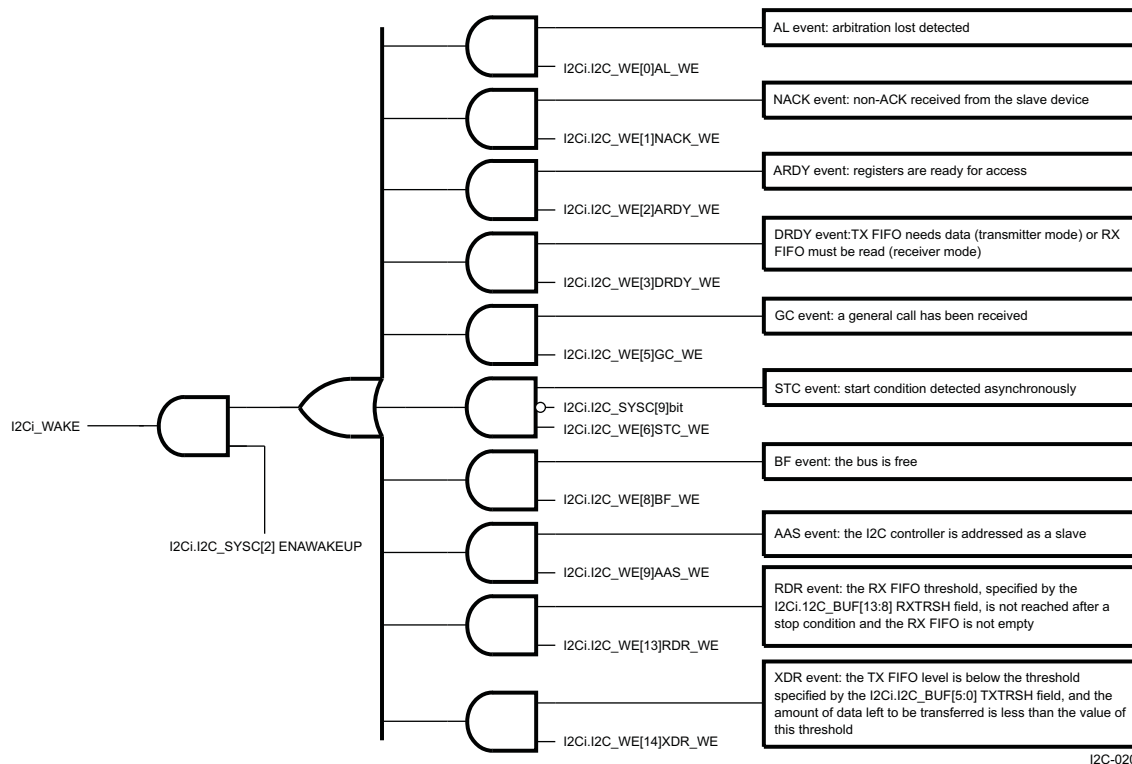 AL event: arbitration lost detected
I2Ci.I2C_WE[0]AL_WE
NACK event: non-ACK received from the slave device
I2Ci.I2C_WE[1]NACK_WE
ARDY event: registers are ready for access
I2Ci.I2C_WE[2]ARDY_WE
DRDY event:TX FIFO needs data (transmitter mode) or RX
FIFO must be read (receiver mode)
I2Ci.I2C_WE[3]DRDY_WE
GC event: a general call has been received
I2Ci.I2C_WE[5]GC_WE
STC event: start condition detected asynchronously
I2Ci.I2C_SYSC[9]bit
I2Ci.I2C_WE[6]STC_WE
I2Ci_WAKE
BF event: the bus is free
I2Ci.I2C_WE[8]BF_WE
AAS event: the I2C controller is addressed as a slave
I2Ci.I2C_SYSC[2] ENAWAKEUP
I2Ci.I2C_WE[9]AAS_WE
RDR event: the RX FIFO threshold, specified by the
I2Ci.12C_BUF[13:8] RXTRSH field, is not reached after a
stop condition and the RX FIFO is not empty
I2Ci.I2C_WE[13]RDR_WE
XDR event: the TX FIFO level is below the threshold
specified by the I2Ci.I2C_BUF[5:0] TXTRSH field, and the
amount of data left to be transferred is less than the value of
this threshold
I2Ci.I2C_WE[14]XDR_WE
I2C-020